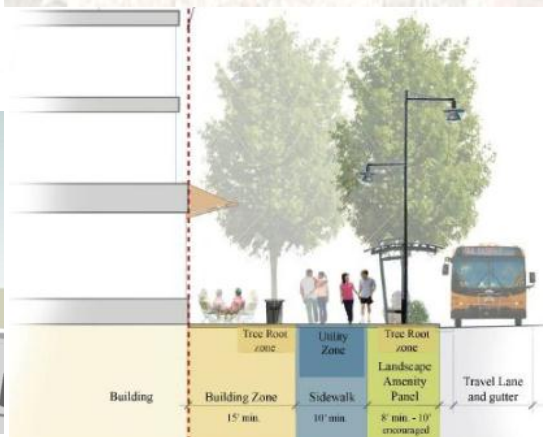 Tree Root
zone
Utility
Zone
Tree Root
zone
Landscape
Amenity
Panel
Building
Building Zone
Sidewalk
Travel Lane
and gutter
15' min.
10' min.
8' min. - 10'
encouraged